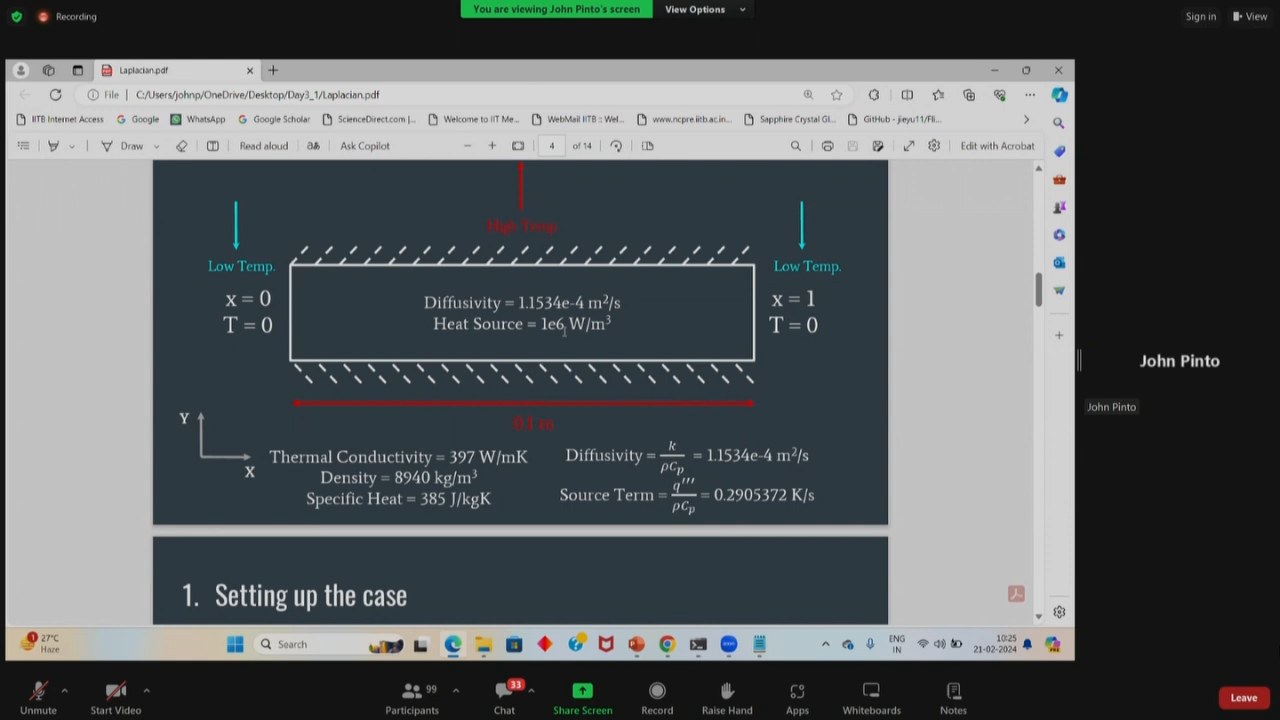 You are viewing John Pinto's screen
View Options
Recording
Sign in
View
Laplacian.pdf
File
C:/Users/johnp/OneDrive/Desktop/Day3_1/Laplacian.pdf
IITB Internet Access
Google
WhatsApp
Google Scholar
ScienceDirect.com |...
Welcome to IIT Me...
WebMail IITB :: Wel...
www.ncpre.iitb.ac.in...
Sapphire Crystal Gl...
GitHub - jieyu11/Fli...
Draw
Read aloud
Ask Copilot
4 of 14
Edit with Acrobat
High Temp
Low Temp.
Low Temp.
x = 0
T = 0
Diffusivity = 1.1534e-4 m²/s
Heat Source = 1e6 W/m³
x = 1
T = 0
0.1 m
Y
X
Thermal Conductivity = 397 W/mK
Density = 8940 kg/m³
Specific Heat = 385 J/kgK
Diffusivity = k/ρCp = 1.1534e-4 m²/s
Source Term = q'''/ρCp = 0.2905372 K/s
1. Setting up the case
John Pinto
John Pinto
1
27°C
Haze
Search
ENG
IN
10:25
21-02-2024
Unmute
Start Video
99
Participants
33
Chat
Share Screen
Record
Raise Hand
Apps
Whiteboards
Notes
Leave